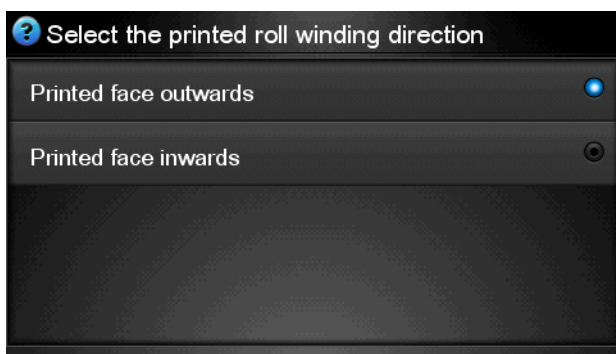 Select the printed roll winding direction
Printed face outwards
Printed face inwards